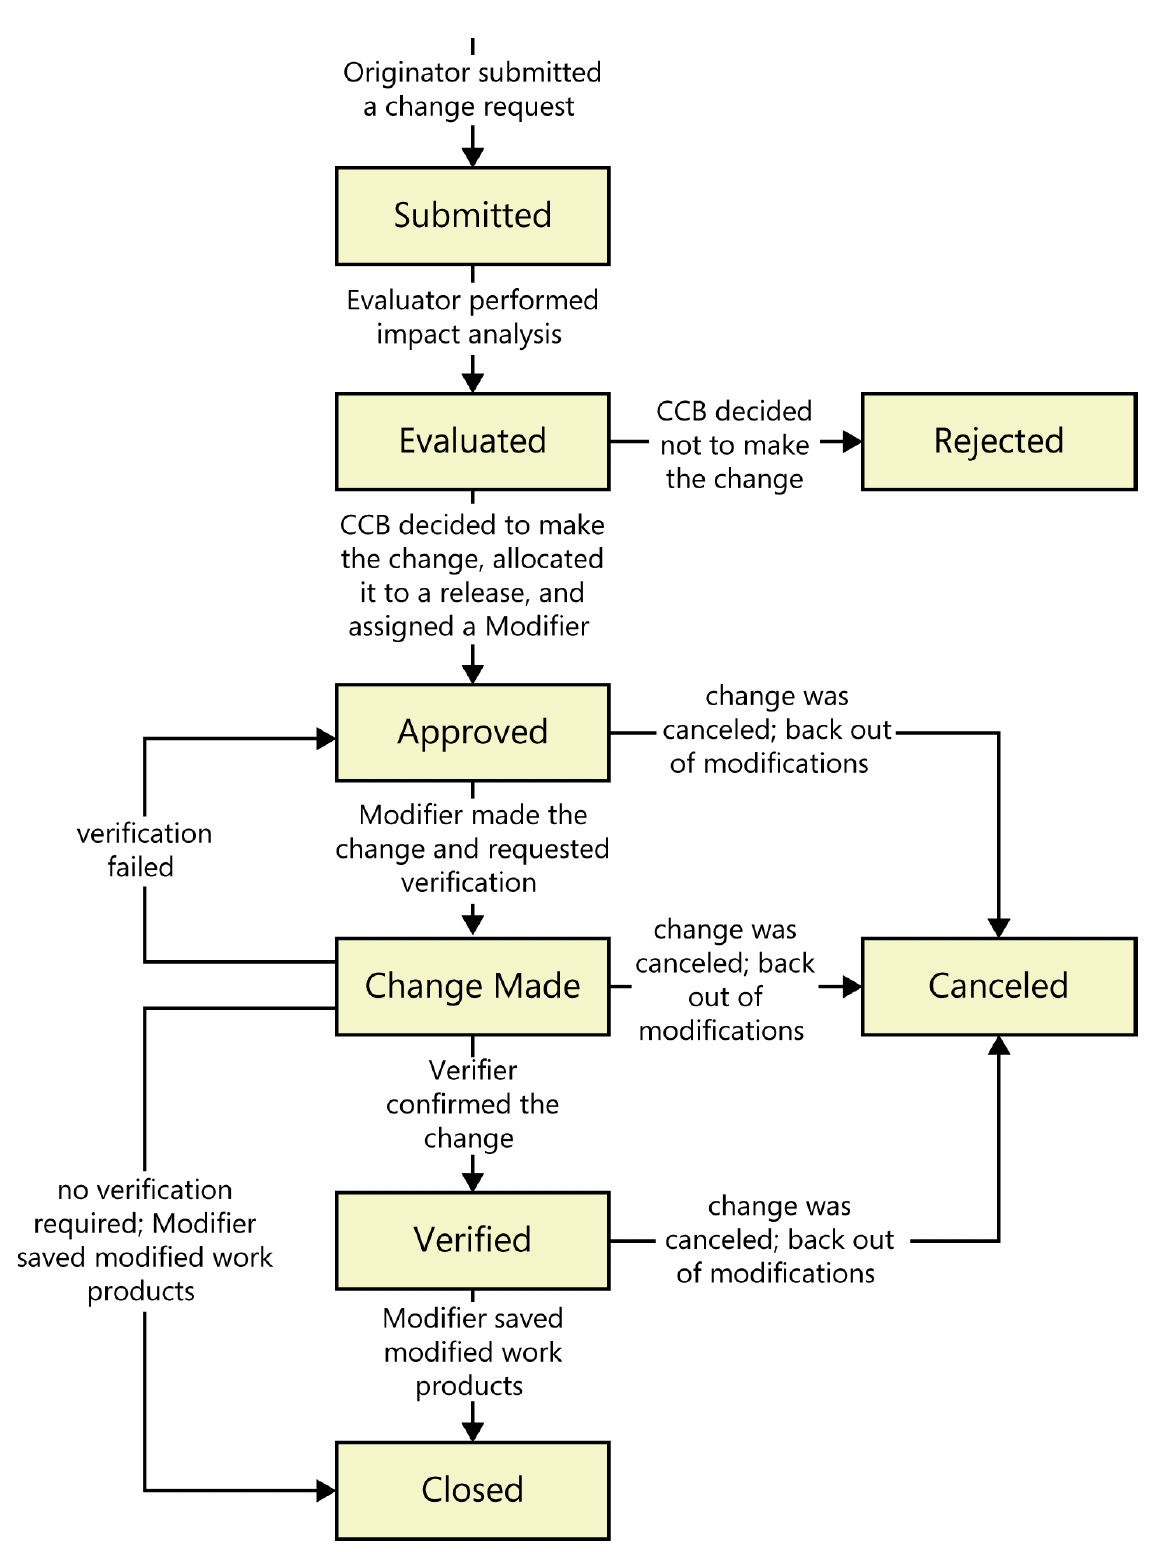 Originator submitted
a change request
Submitted
Evaluator performed
impact analysis
Evaluated
CCB decided
not to make
the change
Rejected
CCB decided to make
the change, allocated
it to a release, and
assigned a Modifier
Approved
change was
canceled; back out
of modifications
verification
failed
Modifier made the
change and requested
verification
Change Made
change was
canceled; back
out of
modifications
Canceled
Verifier
confirmed the
change
no verification
required; Modifier
saved modified work
products
Verified
change was
canceled; back out
of modifications
Modifier saved
modified work
products
Closed